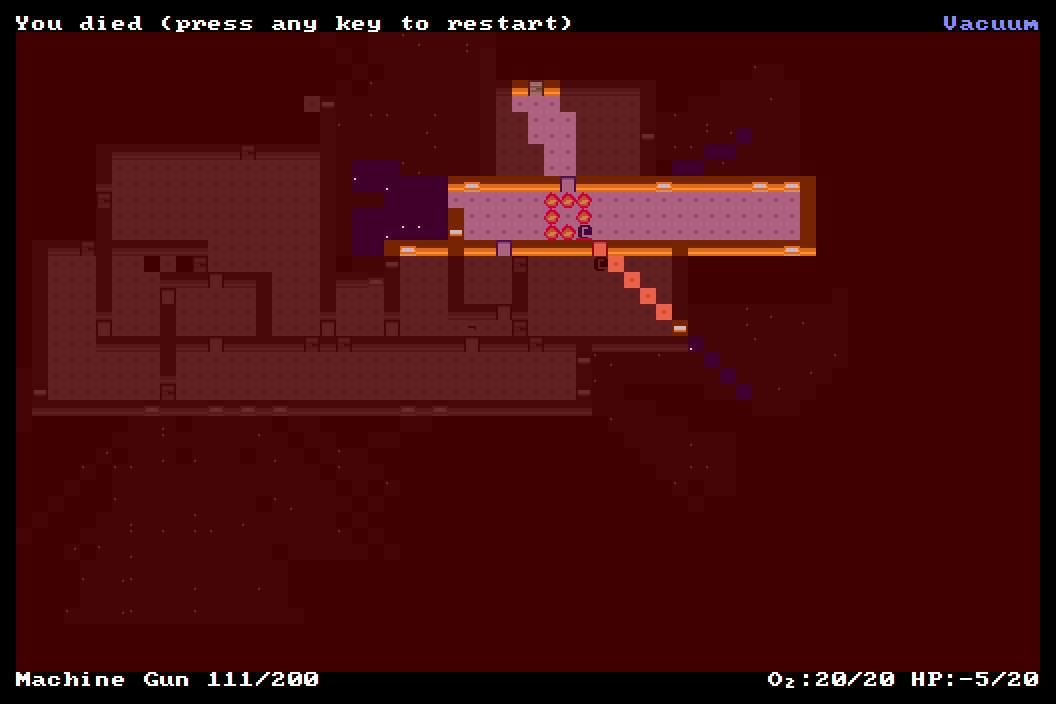 You died (press any key to restart)
Vacuum
Machine Gun 111/200
O₂:20/20 HP:-5/20